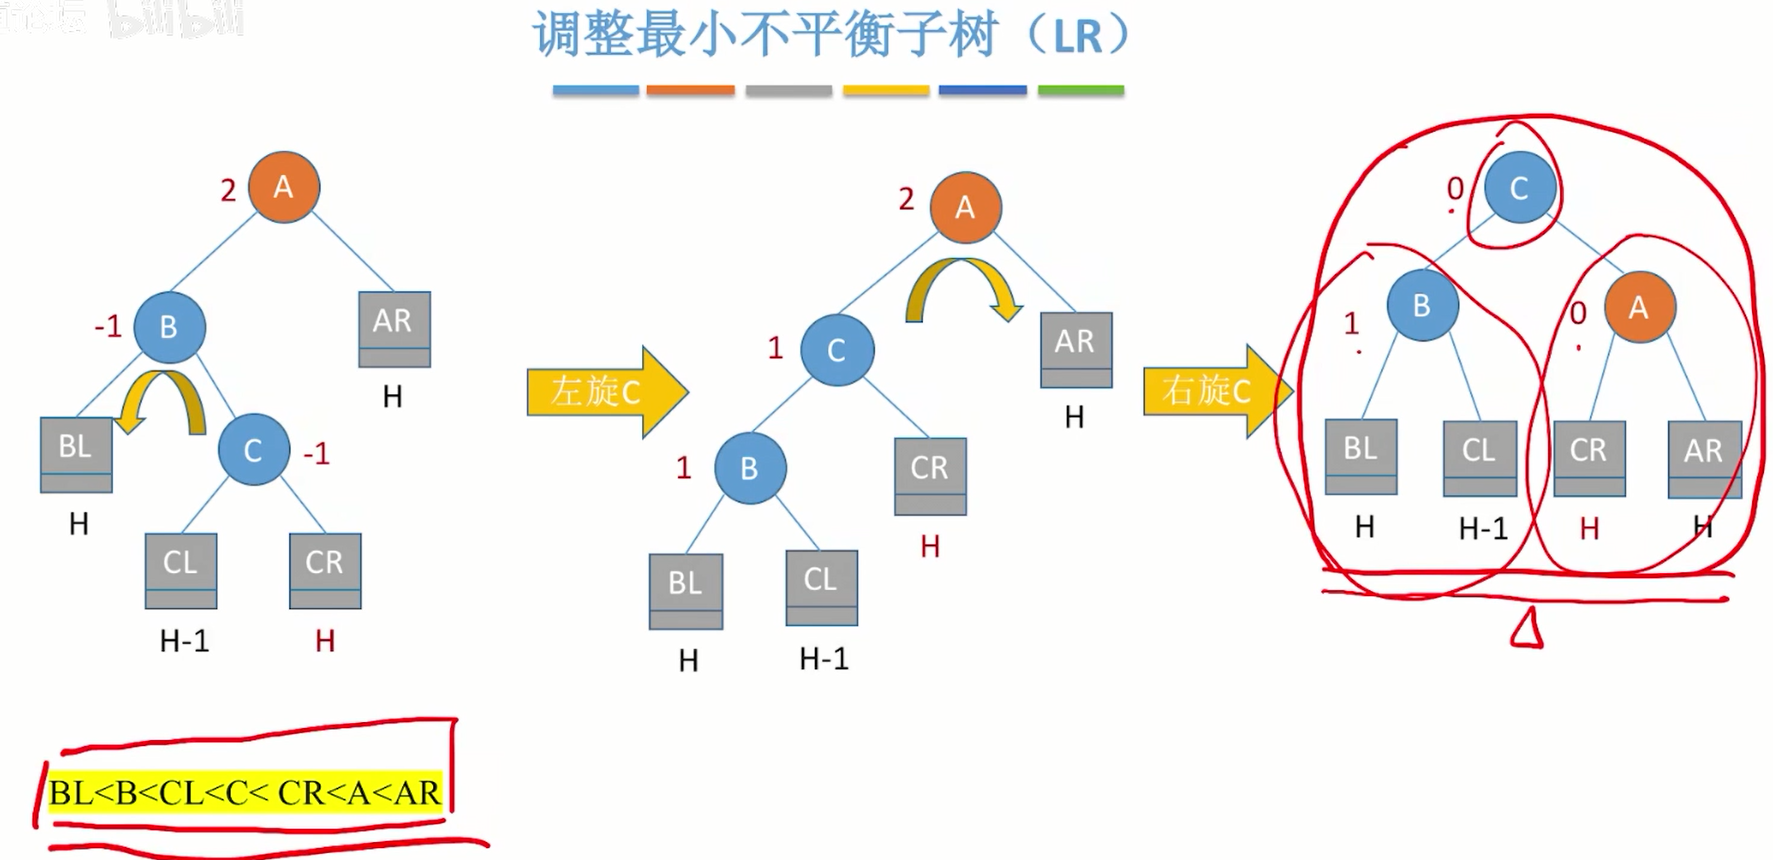 bilibili
调整最小不平衡子树（LR）
2 A
-1 B
AR
H
BL
H
C -1
CL
H-1
CR
H
左旋C
2 A
1 C
AR
H
1 B
CR
H
BL
H
CL
H-1
右旋C
0 C
1 B
0 A
BL CL CR AR
H H-1 H H
BL<B<CL<C< CR<A<AR